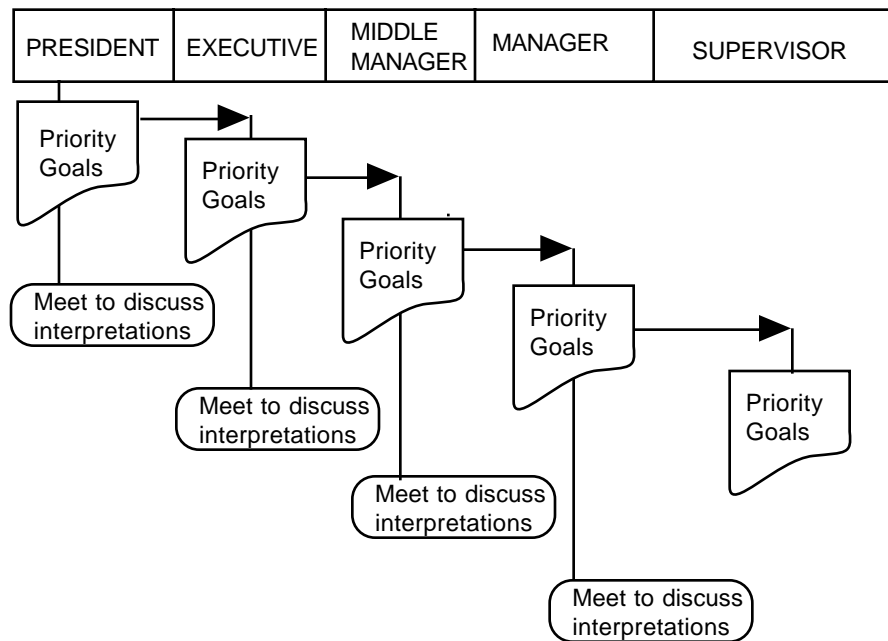 PRESIDENT
EXECUTIVE
MIDDLE
MANAGER
MANAGER
SUPERVISOR
Priority
Goals
Priority
Goals
Priority
Goals
Priority
Goals
Priority
Goals
Meet to discuss
interpretations
Meet to discuss
interpretations
Meet to discuss
interpretations
Meet to discuss
interpretations